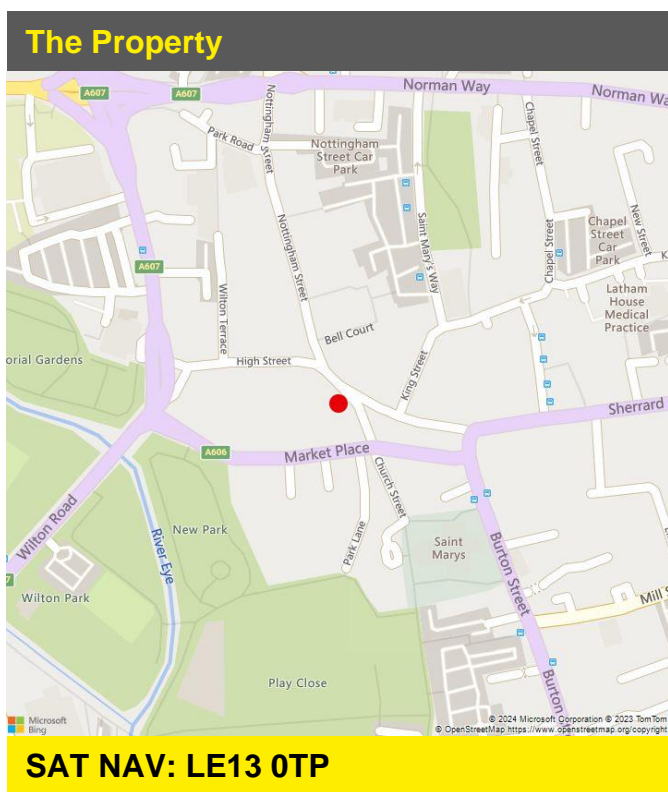 The Property
A607
A607
Norman Way
Norman Wa
Nottingham Street
Park Road
Nottingham
Street Car
Park
Chapel Street
New Street
Saint Mary's Way
Chapel
Street
Car
Park
K
A607
Nottingham Street
Chapel Street
Wilton Terrace
Latham
House
Medical
Practice
Bell Court
orial Gardens
High Street
King Street
Sherrard
A606
Market Place
Church Street
Wilton Road
New Park
River Eye
Park Lane
Saint
Marys
Burton Street
7
Wilton Park
Mill S
Play Close
Burton
Microsoft
Bing
© 2024 Microsoft Corporation © 2023 TomTom
© OpenStreetMap https://www.openstreetmap.org/copyright
SAT NAV: LE13 0TP